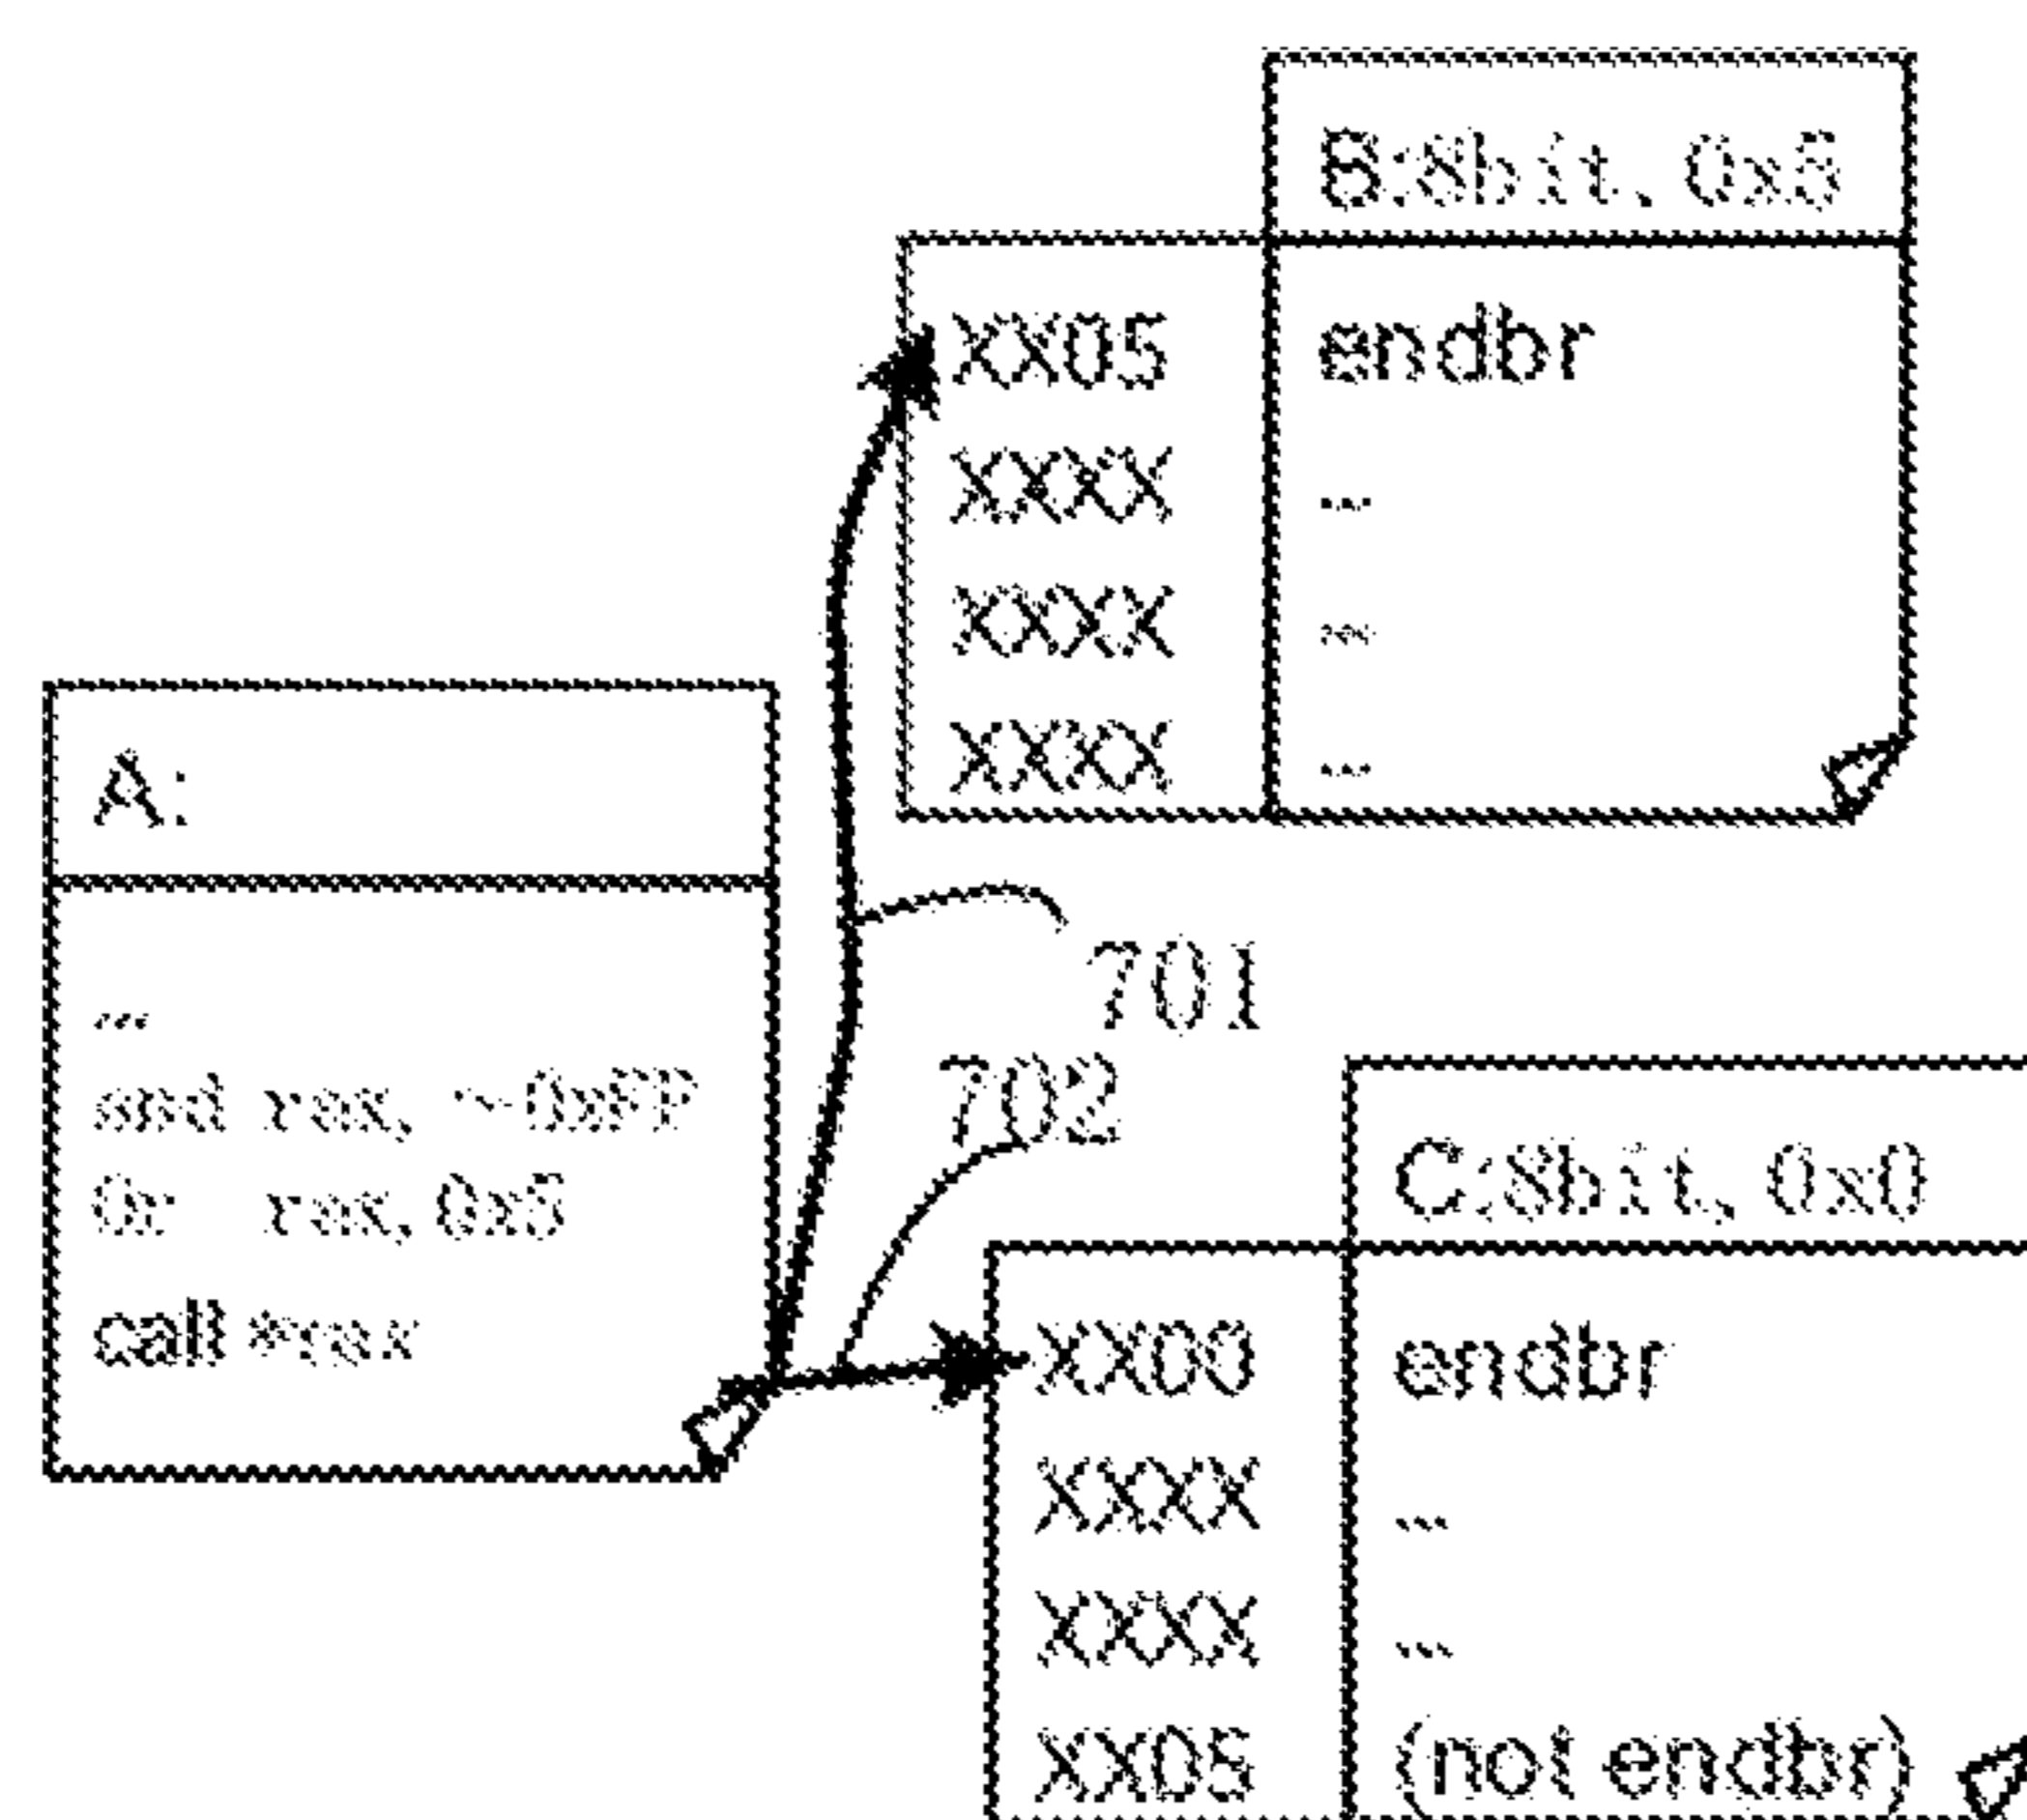 B:8bit, 0x5
XX05 endbr
XXXX ...
XXXX ...
XXXX ...
A:
...
and rax, ~0xFF
Or rax, 0x5
call *rax
701
702
C:8bit, 0x0
XX00 endbr
XXXX ...
XXXX ...
XX05 (not endbr)